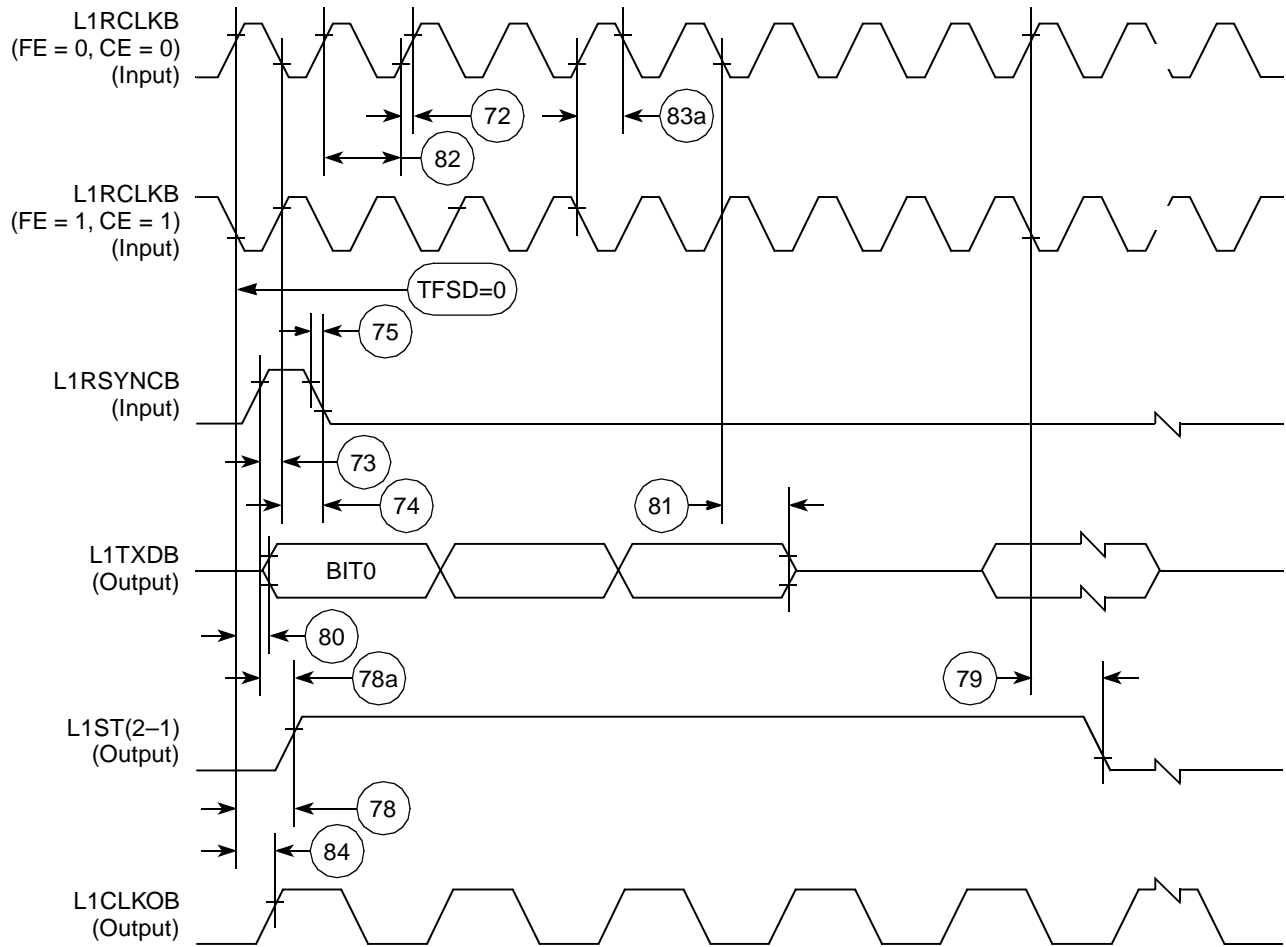 L1RCLKB
(FE = 0, CE = 0)
(Input)
72
83a
82
L1RCLKB
(FE = 1, CE = 1)
(Input)
TFSD=0
75
L1RSYNCB
(Input)
73
74
81
L1TXDB
(Output)
BIT0
80
78a
79
L1ST(2–1)
(Output)
78
84
L1CLKOB
(Output)